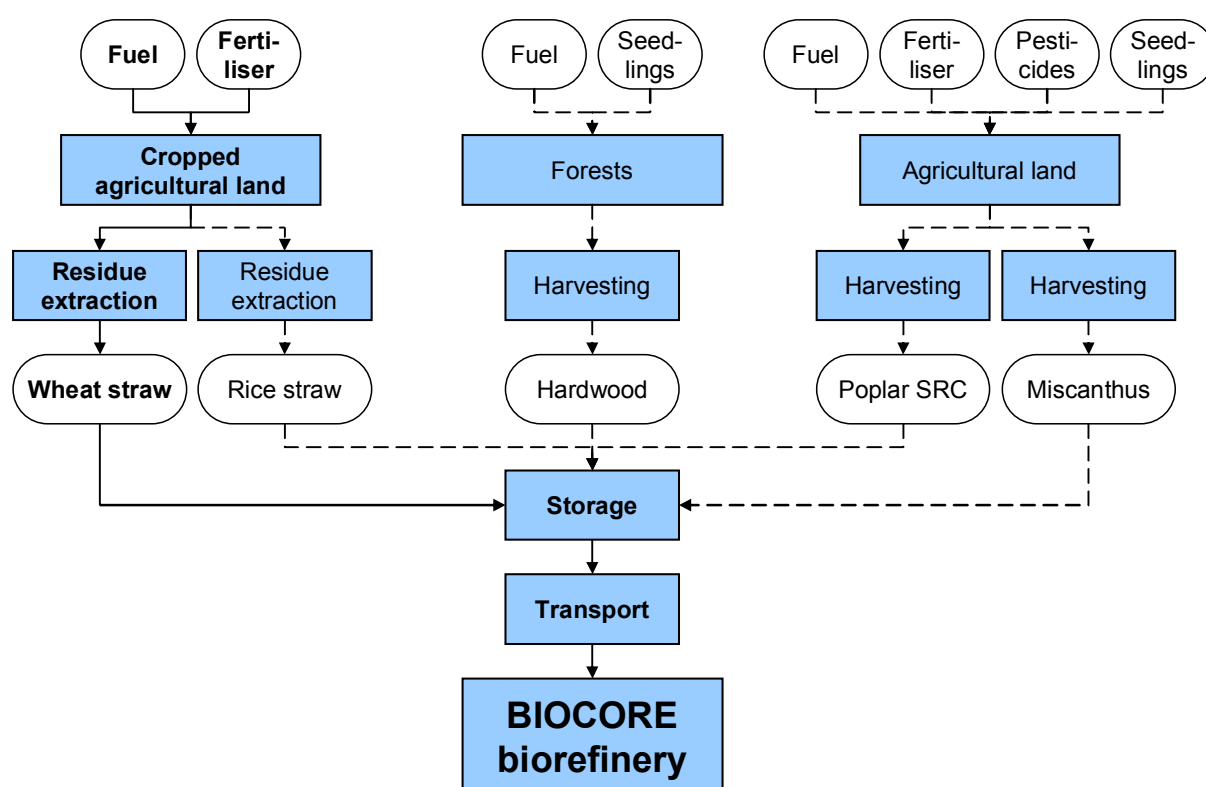 Fuel
Ferti-
liser
Fuel
Seed-
lings
Fuel
Ferti-
liser
Pesti-
cides
Seed-
lings
Cropped
agricultural land
Forests
Agricultural land
Residue
extraction
Residue
extraction
Harvesting
Harvesting
Harvesting
Wheat straw
Rice straw
Hardwood
Poplar SRC
Miscanthus
Storage
Transport
BIOCORE
biorefinery